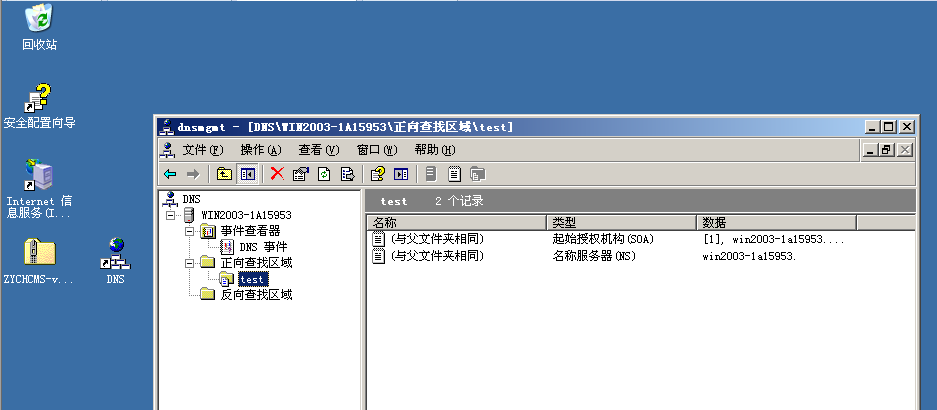 回收站
安全配置向导
Internet 信
息服务(I...
ZYCHCMS-v...
DNS
dnsmgmt - [DNS\WIN2003-1A15953\正向查找区域\test]
文件(F) 操作(A) 查看(V) 窗口(W) 帮助(H)
DNS
WIN2003-1A15953
事件查看器
DNS 事件
正向查找区域
test
反向查找区域
test 2 个记录
名称 类型 数据
(与父文件夹相同) 起始授权机构(SOA) [1], win2003-1a15953....
(与父文件夹相同) 名称服务器(NS) win2003-1a15953.